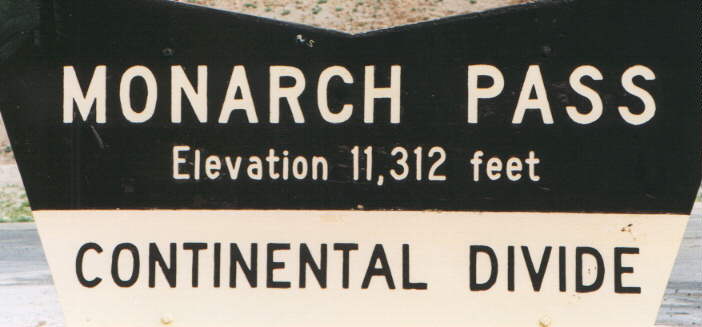 MONARCH PASS
Elevation 11,312 feet
CONTINENTAL DIVIDE